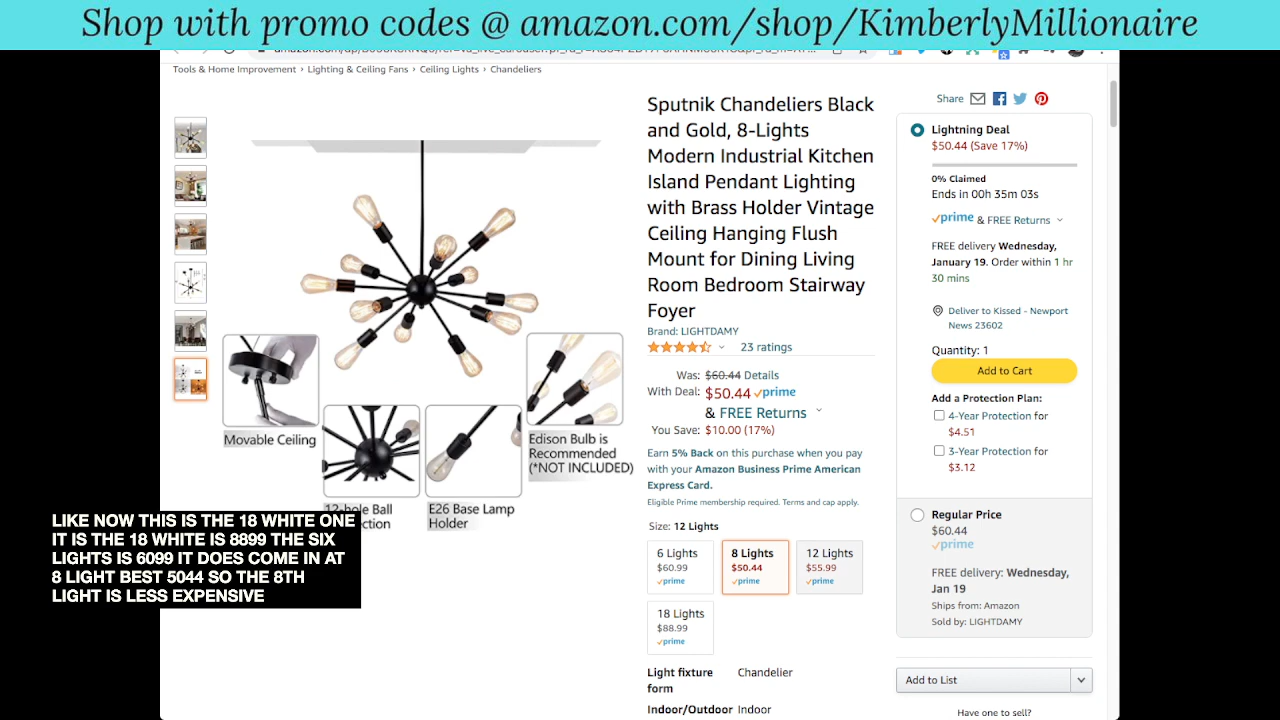 Shop with promo codes @ amazon.com/shop/KimberlyMillionaire
Tools & Home Improvement › Lighting & Ceiling Fans › Ceiling Lights › Chandeliers
Sputnik Chandeliers Black
and Gold, 8-Lights
Modern Industrial Kitchen
Island Pendant Lighting
with Brass Holder Vintage
Ceiling Hanging Flush
Mount for Dining Living
Room Bedroom Stairway
Foyer
Brand: LIGHTDAMY
23 ratings
Was: $60.44 Details
With Deal: $50.44 prime
& FREE Returns
You Save: $10.00 (17%)
Earn 5% Back on this purchase when you pay
with your Amazon Business Prime American
Express Card.
Eligible Prime membership required. Terms and cap apply.
Size: 12 Lights
6 Lights
$60.99
prime
8 Lights
$50.44
prime
12 Lights
$55.99
prime
18 Lights
$88.99
prime
Light fixture
form
Chandelier
Indoor/Outdoor Indoor
Movable Ceiling
12-hole Ball
E26 Base Lamp
Holder
Edison Bulb is
Recommended
(*NOT INCLUDED)
LIKE NOW THIS IS THE 18 WHITE ONE
IT IS THE 18 WHITE IS 8899 THE SIX
LIGHTS IS 6099 IT DOES COME IN AT
8 LIGHT BEST 5044 SO THE 8TH
LIGHT IS LESS EXPENSIVE
Share
Lightning Deal
$50.44 (Save 17%)
0% Claimed
Ends in 00h 35m 03s
prime & FREE Returns
FREE delivery Wednesday,
January 19. Order within 1 hr
30 mins
Deliver to Kissed - Newport
News 23602
Quantity: 1
Add to Cart
Add a Protection Plan:
4-Year Protection for
$4.51
3-Year Protection for
$3.12
Regular Price
$60.44
prime
FREE delivery: Wednesday,
Jan 19
Ships from: Amazon
Sold by: LIGHTDAMY
Add to List
Have one to sell?